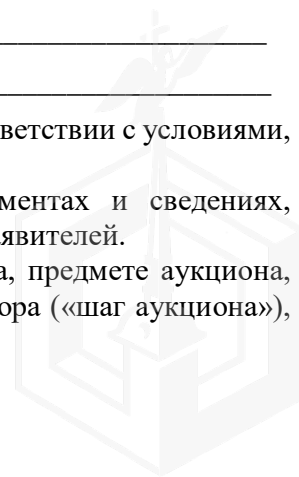 ветствии с условиями,
ментах и сведениях,
явителей.
а, предмете аукциона,
ора («шаг аукциона»),